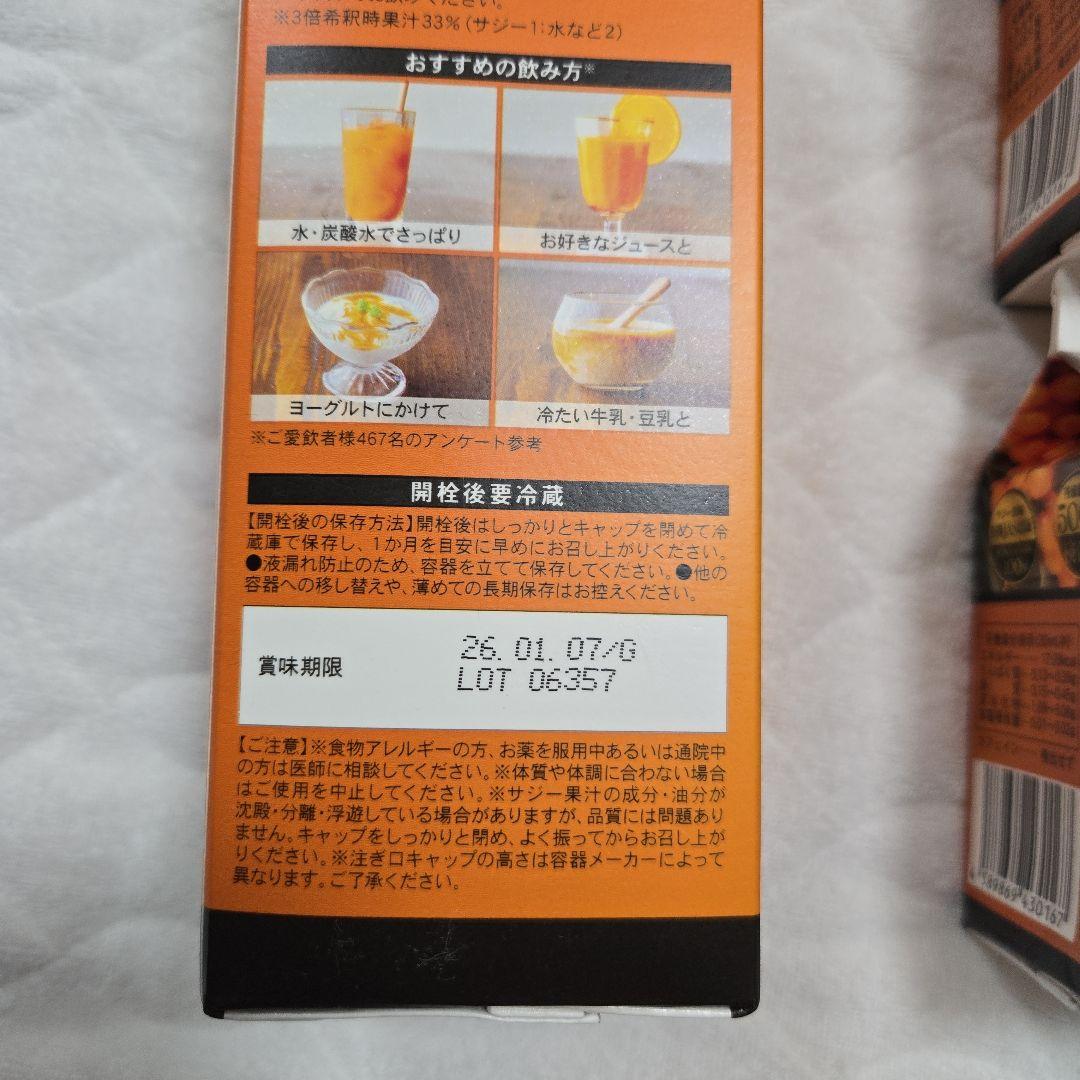 ※3倍希釈時果汁33%(サジー1:水など2)
おすすめの飲み方※
水・炭酸水でさっぱり
お好きなジュースと
ヨーグルトにかけて
冷たい牛乳・豆乳と
※ご愛飲者様467名のアンケート参考
開栓後要冷蔵
【開栓後の保存方法】開栓後はしっかりとキャップを閉めて冷
蔵庫で保存し、1か月を目安に早めにお召し上がりください。
●液漏れ防止のため、容器を立てて保存してください。●他の
容器への移し替えや、薄めての長期保存はお控えください。
賞味期限
26.01.07/G
LOT 06357
【ご注意】※食物アレルギーの方、お薬を服用中あるいは通院中
の方は医師に相談してください。※体質や体調に合わない場合
はご使用を中止してください。※サジー果汁の成分・油分が
沈殿・分離・浮遊している場合がありますが、品質には問題あり
ません。キャップをしっかりと閉め、よく振ってからお召し上が
りください。※注ぎ口キャップの高さは容器メーカーによって
異なります。ご了承ください。
4 589869 430167